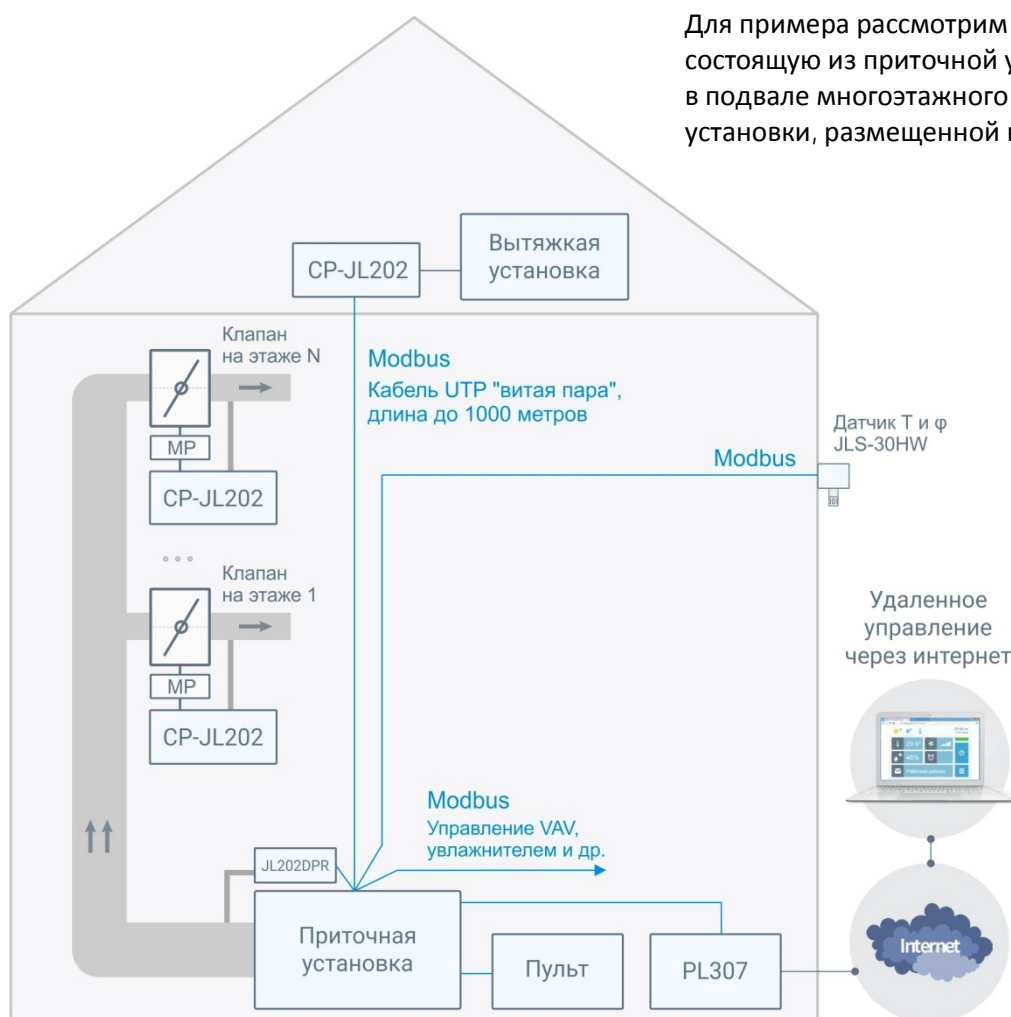 Для примера рассмотрим
состоящую из приточной у
в подвале многоэтажного
установки, размещенной
CP-JL202
Вытяжкая
установка
Клапан
на этаже N
Modbus
Кабель UTP "витая пара",
длина до 1000 метров
MP
CP-JL202
Modbus
Датчик T и φ
JLS-30HW
Клапан
на этаже 1
MP
CP-JL202
Удаленное
управление
через интернет
Modbus
Управление VAV,
увлажнителем и др.
JL202DPR
Приточная
установка
Пульт
PL307
Internet